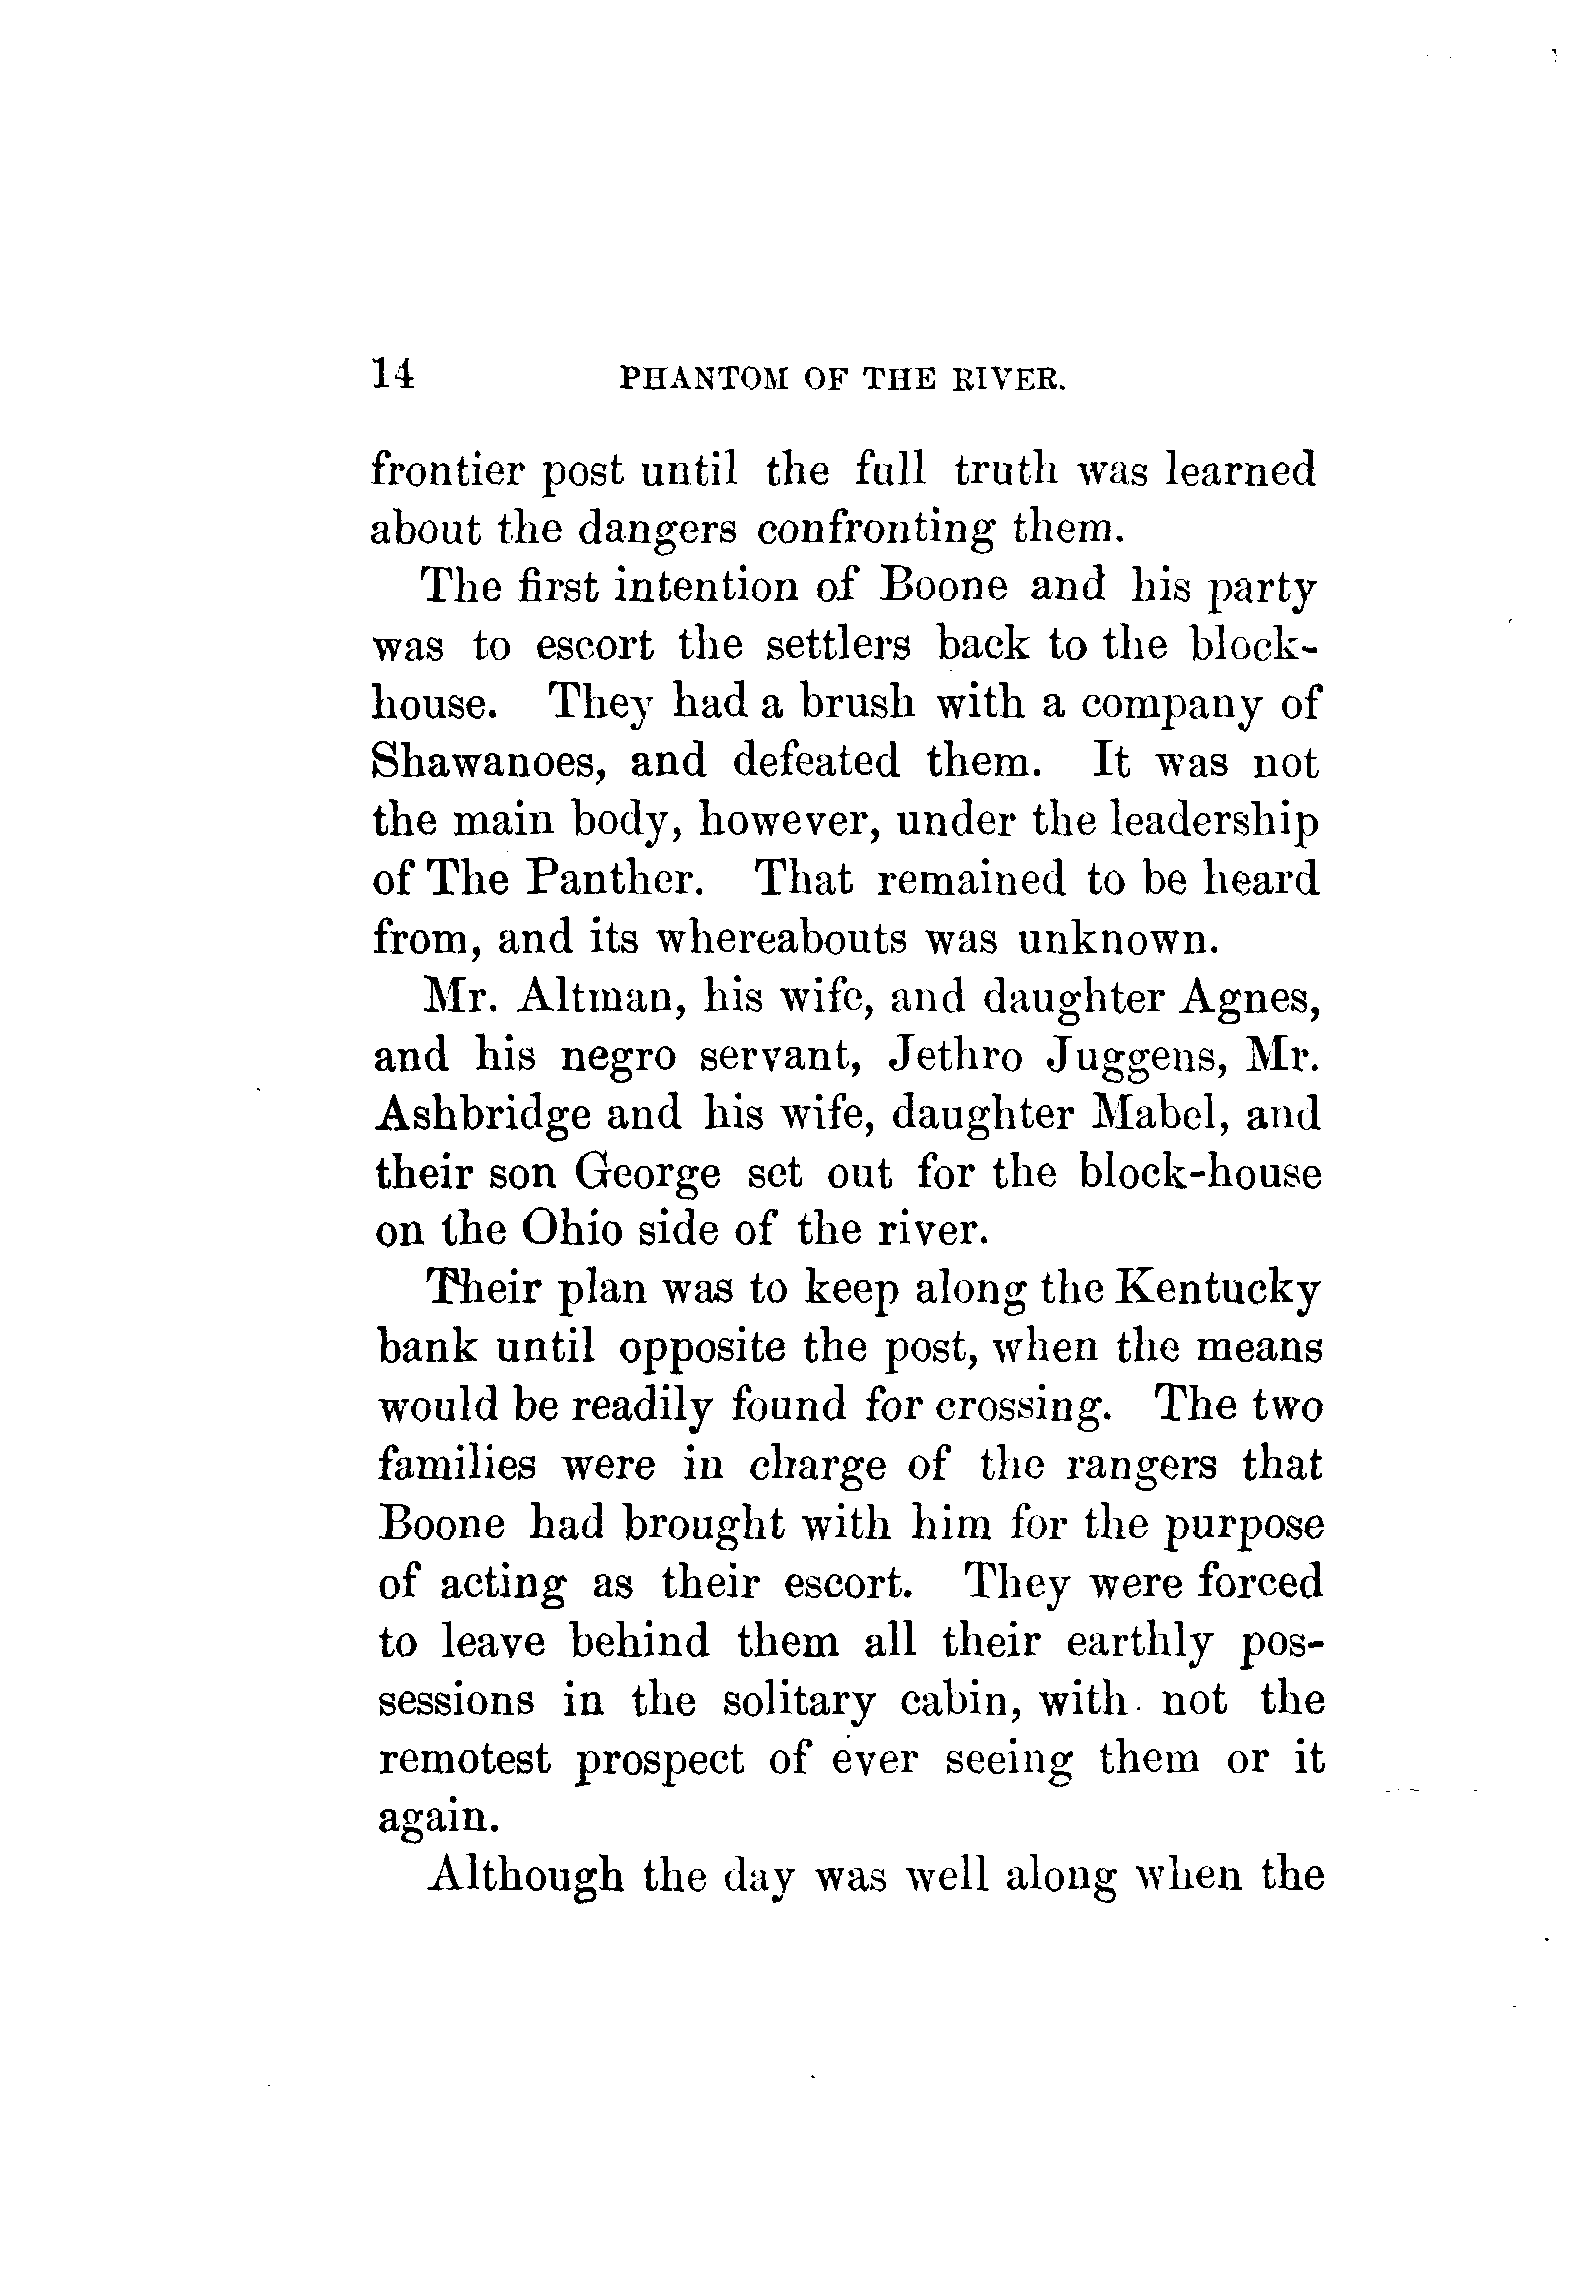 14 PHANTOM OF THE RIVER.
frontier post until the full truth was learned
about the dangers confronting them.
The first intention of Boone and his party
was to escort the settlers back to the block-
house. They had a brush with a company of
Shawanoes, and defeated them. It was not
the main body, however, under the leadership
of The Panther. That remained to be heard
from, and its whereabouts was unknown.
Mr. Altman, his wife, and daughter Agnes,
and his negro servant, Jethro Juggens, Mr.
Ashbridge and his wife, daughter Mabel, and
their son George set out for the block-house
on the Ohio side of the river.
Their plan was to keep along the Kentucky
bank until opposite the post, when the means
would be readily found for crossing. The two
families were in charge of the rangers that
Boone had brought with him for the purpose
of acting as their escort. They were forced
to leave behind them all their earthly pos-
sessions in the solitary cabin, with not the
remotest prospect of ever seeing them or it
again.
Although the day was well along when the